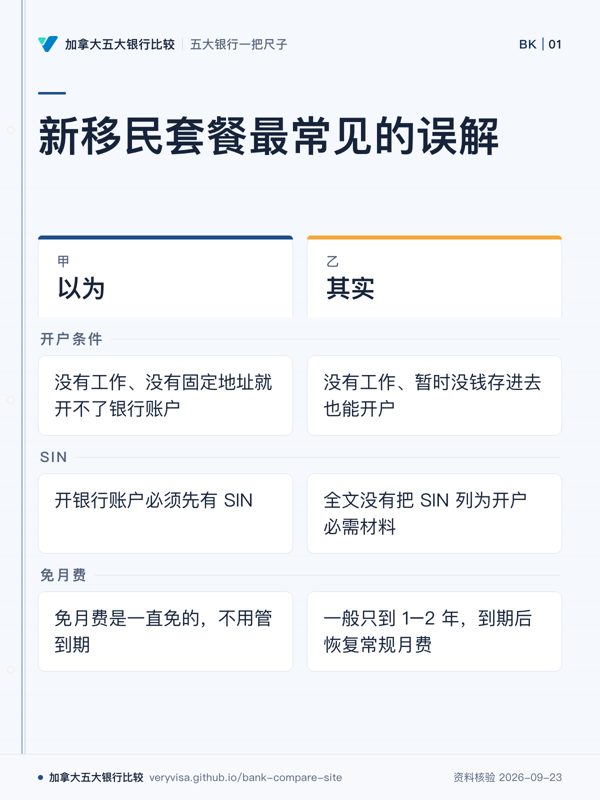 加拿大五大银行比较 | 五大银行一把尺子
BK | 01
新移民套餐最常见的误解
甲
以为
乙
其实
开户条件
没有工作、没有固定地址就
开不了银行账户
没有工作、暂时没钱存进去
也能开户
SIN
开银行账户必须先有 SIN
全文没有把 SIN 列为开户
必需材料
免月费
免月费是一直免的，不用管
到期
一般只到 1–2 年，到期后
恢复常规月费
加拿大五大银行比较 veryvisa.github.io/bank-compare-site
资料核验 2026-09-23